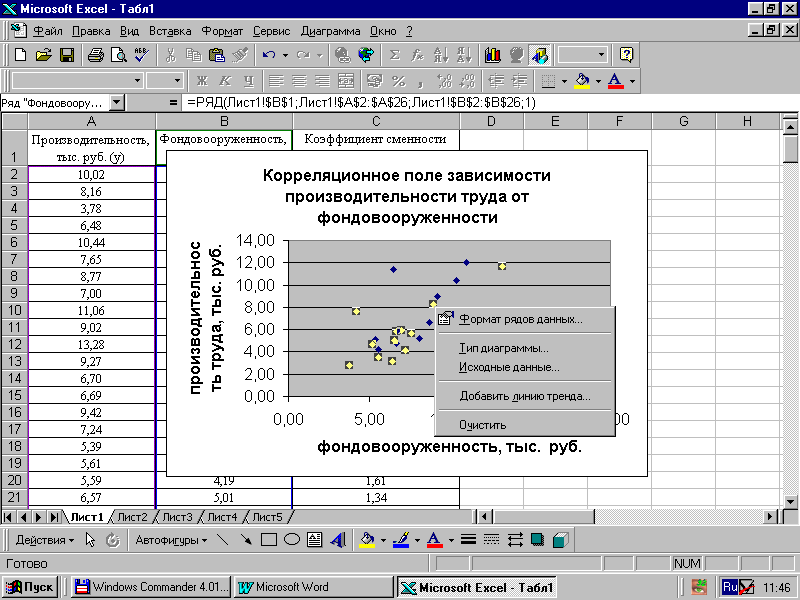 Microsoft Excel - Табл1
Файл Правка Вид Вставка Формат Сервис Диаграмма Окно ?
Ж К Ч
Ряд "Фондовоору... = =РЯД(Лист1!$B$1;Лист1!$A$2:$A$26;Лист1!$B$2:$B$26;1)
A B C D E F G H
1 Производительность, тыс. руб. (у) Фондовооруженность, Коэффициент сменности
2 10,02
3 8,16
4 3,78
5 6,48
6 10,44
7 7,65
8 8,77
9 7,00
10 11,06
11 9,02
12 13,28
13 9,27
14 6,70
15 6,69
16 9,42
17 7,24
18 5,39
19 5,61
20 5,59 4,19 1,61
21 6,57 5,01 1,34
Корреляционное поле зависимости
производительности труда от
фондовооруженности
производительнос
ть труда, тыс. руб.
14,00
12,00
10,00
8,00
6,00
4,00
2,00
0,00
0,00 5,00
фондовооруженность, тыс. руб.
Формат рядов данных...
Тип диаграммы...
Исходные данные...
Добавить линию тренда...
Очистить
Лист1 Лист2 Лист3 Лист4 Лист5
Действия Автофигуры
Готово NUM
Пуск Windows Commander 4.01... Microsoft Word Microsoft Excel - Табл1 Ru 11:46